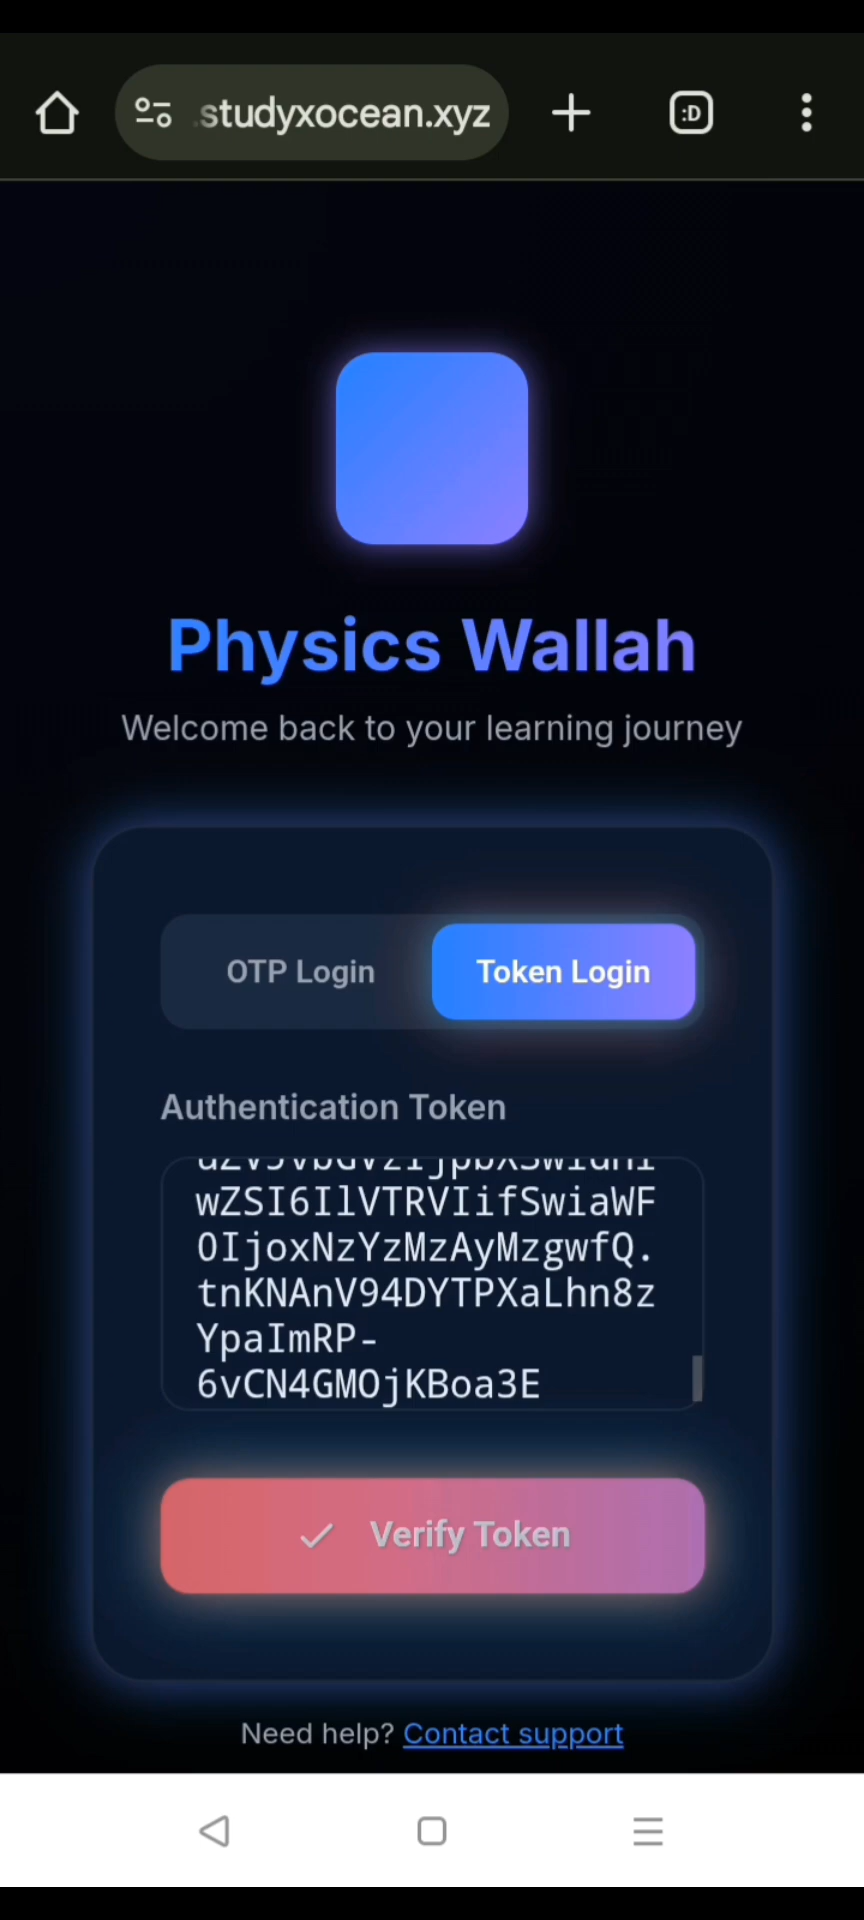 .studyxocean.xyz
:D
Physics Wallah
Welcome back to your learning journey
OTP Login
Token Login
Authentication Token
wZSI6IlVTRVIifSwiaWF
0IjoxNzYzMzAyMzgwfQ.
tnKNAnV94DYTPXaLhn8z
YpaImRP-
6vCN4GMOjKBoa3E
Verify Token
Need help? Contact support